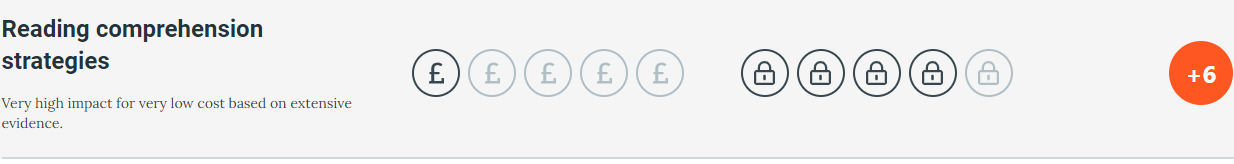 Reading comprehension
strategies
Very high impact for very low cost based on extensive
evidence.
£ £ £ £ £
+6